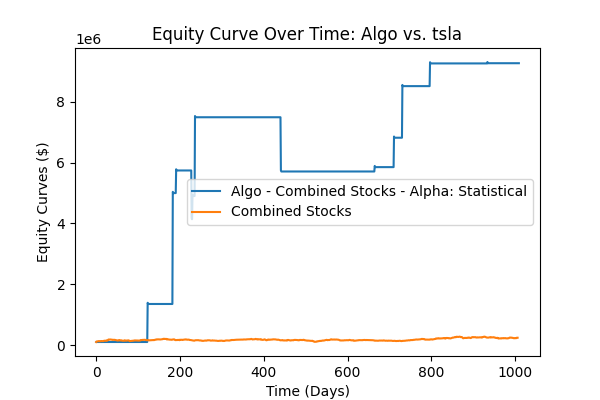 Equity Curve Over Time: Algo vs. tsla
1e6
8
6
4
2
0
Equity Curves ($)
Algo - Combined Stocks - Alpha: Statistical
Combined Stocks
0 200 400 600 800 1000
Time (Days)